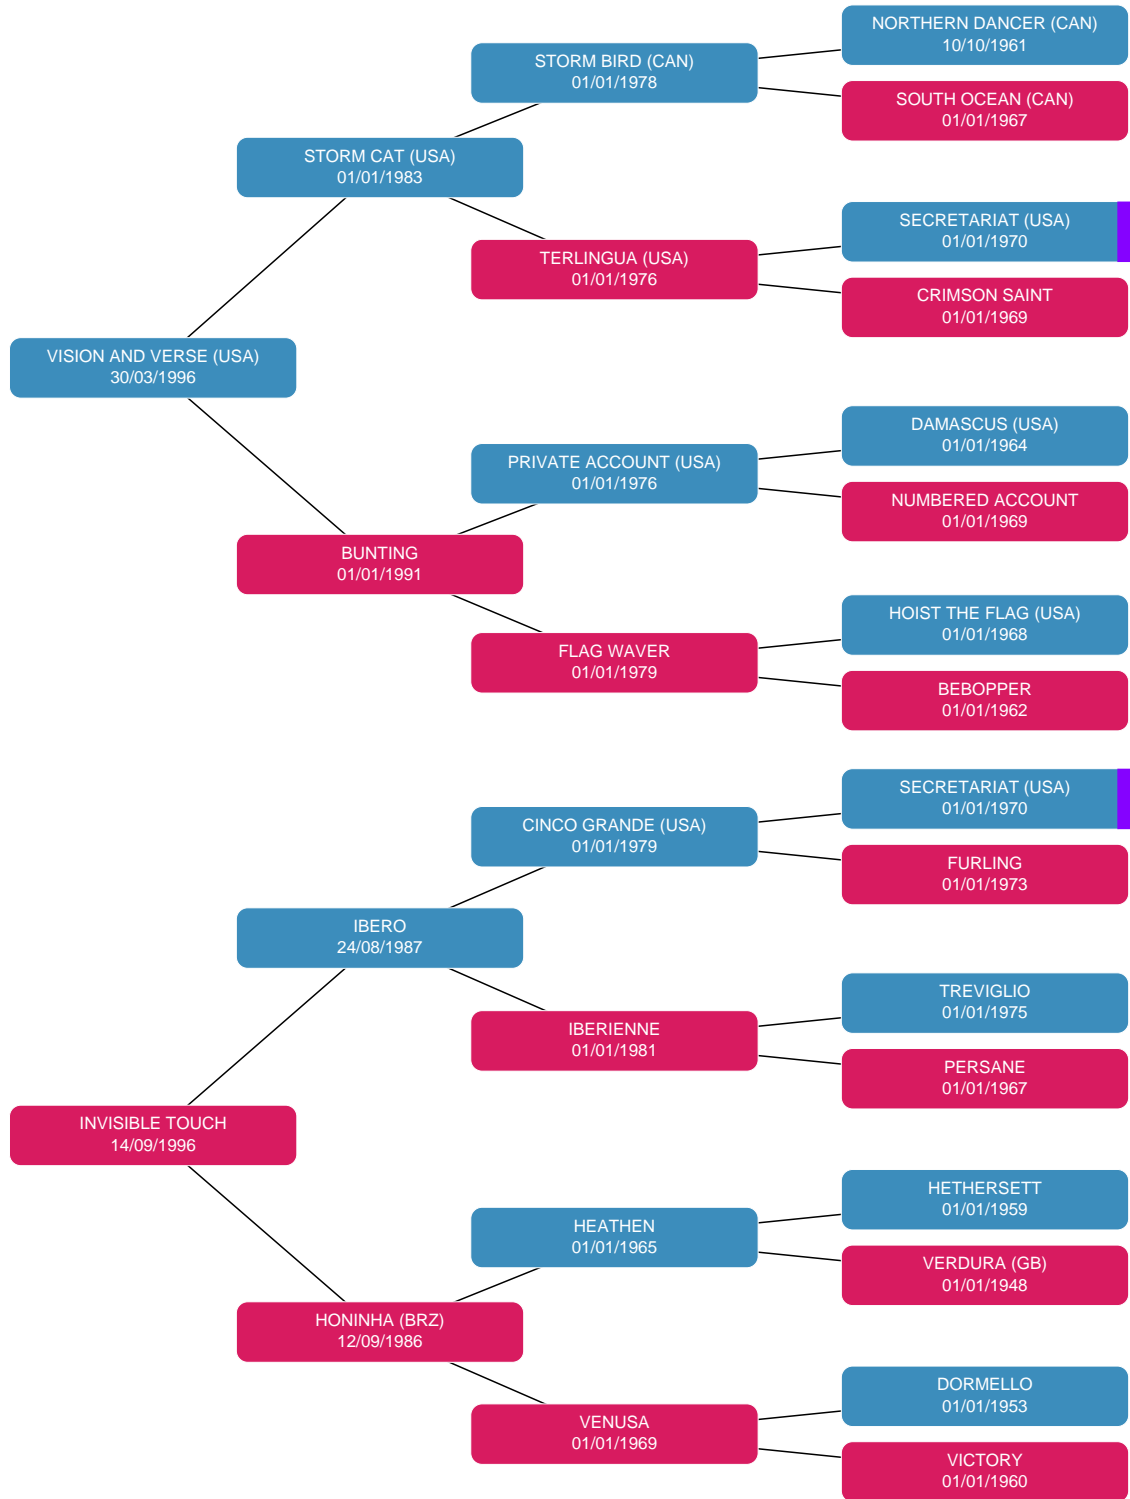 NORTHERN DANCER (CAN)
10/10/1961
STORM BIRD (CAN)
01/01/1978
SOUTH OCEAN (CAN)
01/01/1967
STORM CAT (USA)
01/01/1983
SECRETARIAT (USA)
01/01/1970
TERLINGUA (USA)
01/01/1976
CRIMSON SAINT
01/01/1969
VISION AND VERSE (USA)
30/03/1996
DAMASCUS (USA)
01/01/1964
PRIVATE ACCOUNT (USA)
01/01/1976
NUMBERED ACCOUNT
01/01/1969
BUNTING
01/01/1991
HOIST THE FLAG (USA)
01/01/1968
FLAG WAVER
01/01/1979
BEBOPPER
01/01/1962
SECRETARIAT (USA)
01/01/1970
CINCO GRANDE (USA)
01/01/1979
FURLING
01/01/1973
IBERO
24/08/1987
TREVIGLIO
01/01/1975
IBERIENNE
01/01/1981
PERSANE
01/01/1967
INVISIBLE TOUCH
14/09/1996
HETHERSETT
01/01/1959
HEATHEN
01/01/1965
VERDURA (GB)
01/01/1948
HONINHA (BRZ)
12/09/1986
DORMELLO
01/01/1953
VENUSA
01/01/1969
VICTORY
01/01/1960